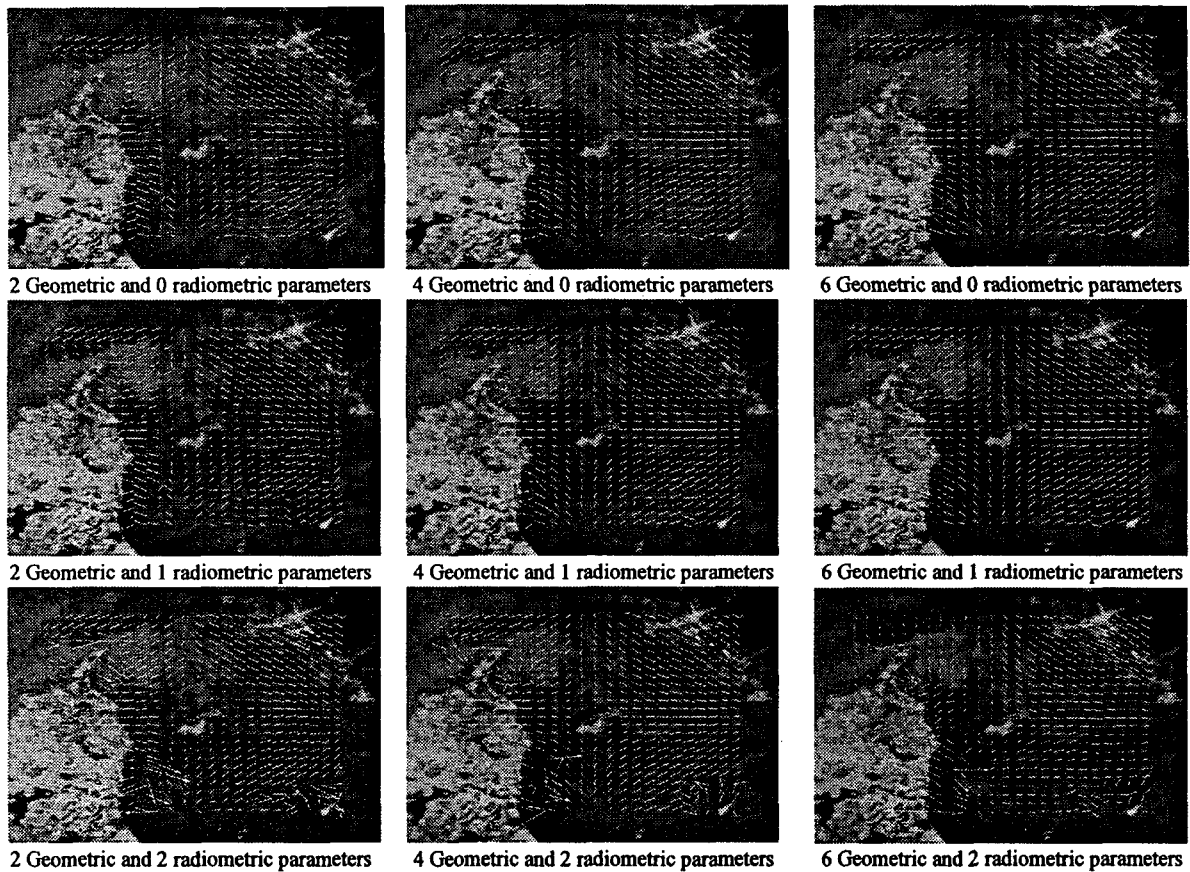 2 Geometric and 0 radiometric parameters
4 Geometric and 0 radiometric parameters
6 Geometric and 0 radiometric parameters
2 Geometric and 1 radiometric parameters
4 Geometric and 1 radiometric parameters
6 Geometric and 1 radiometric parameters
2 Geometric and 2 radiometric parameters
4 Geometric and 2 radiometric parameters
6 Geometric and 2 radiometric parameters